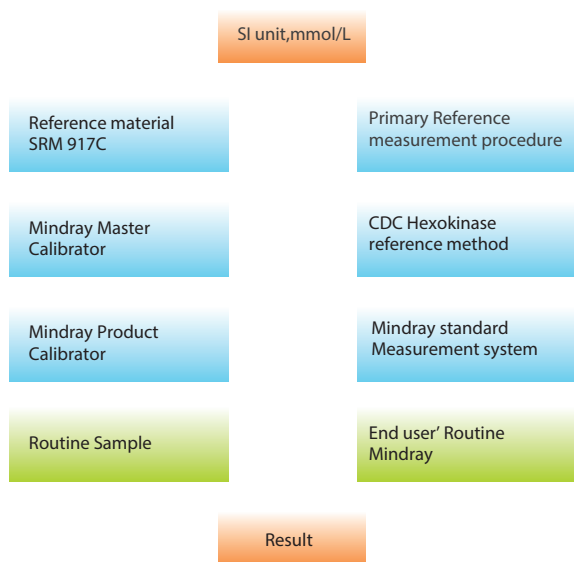 SI unit,mmol/L
Reference material
SRM 917C
Primary Reference
measurement procedure
Mindray Master
Calibrator
CDC Hexokinase
reference method
Mindray Product
Calibrator
Mindray standard
Measurement system
Routine Sample
End user' Routine
Mindray
Result